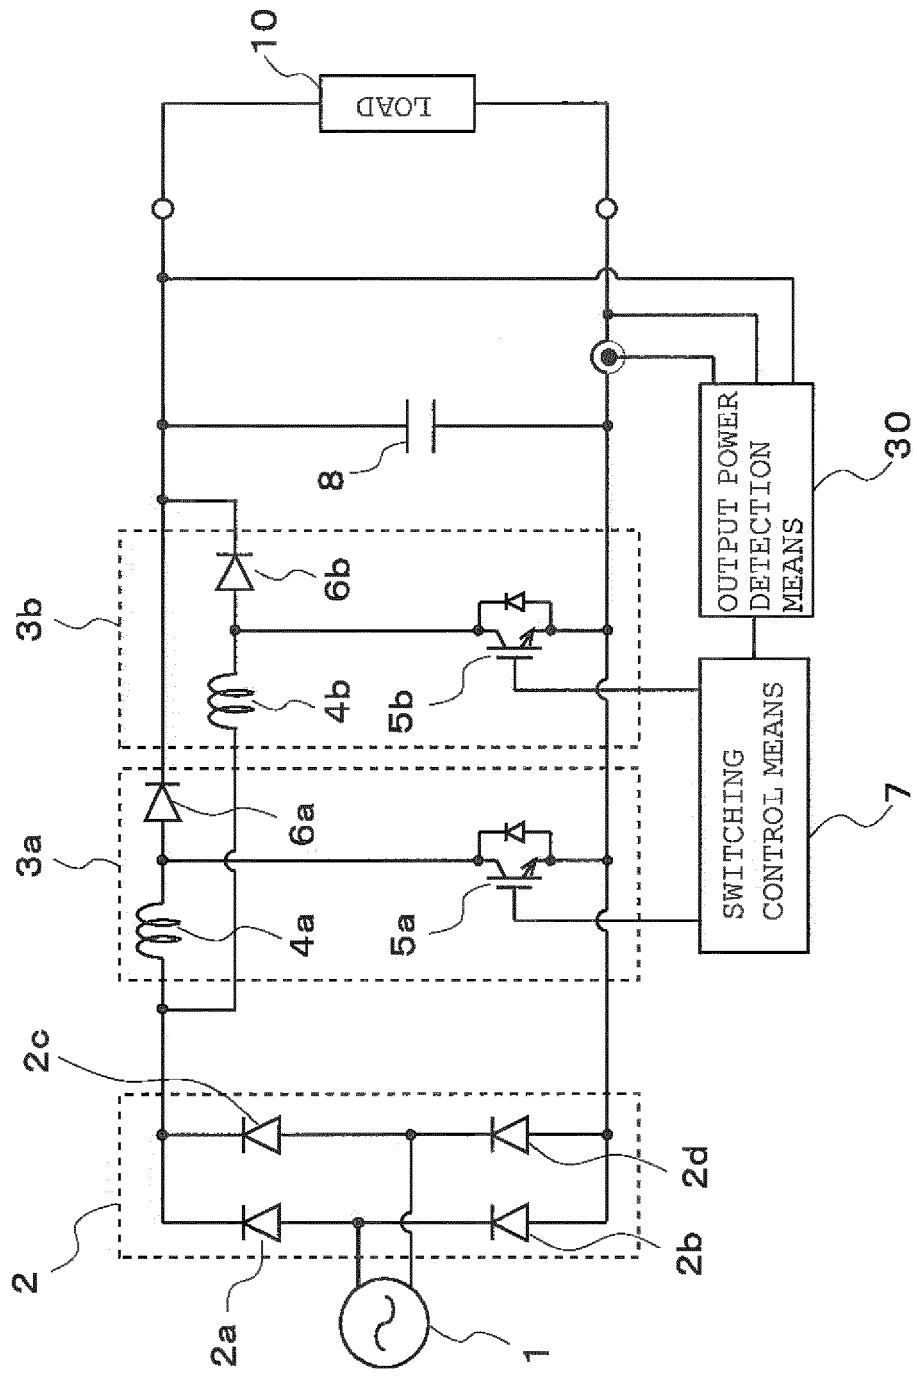 2
2a
2b
2c
2d
1
3a
4a
6a
5a
3b
4b
6b
5b
8
10
LOAD
SWITCHING
CONTROL MEANS
7
OUTPUT POWER
DETECTION
MEANS
30